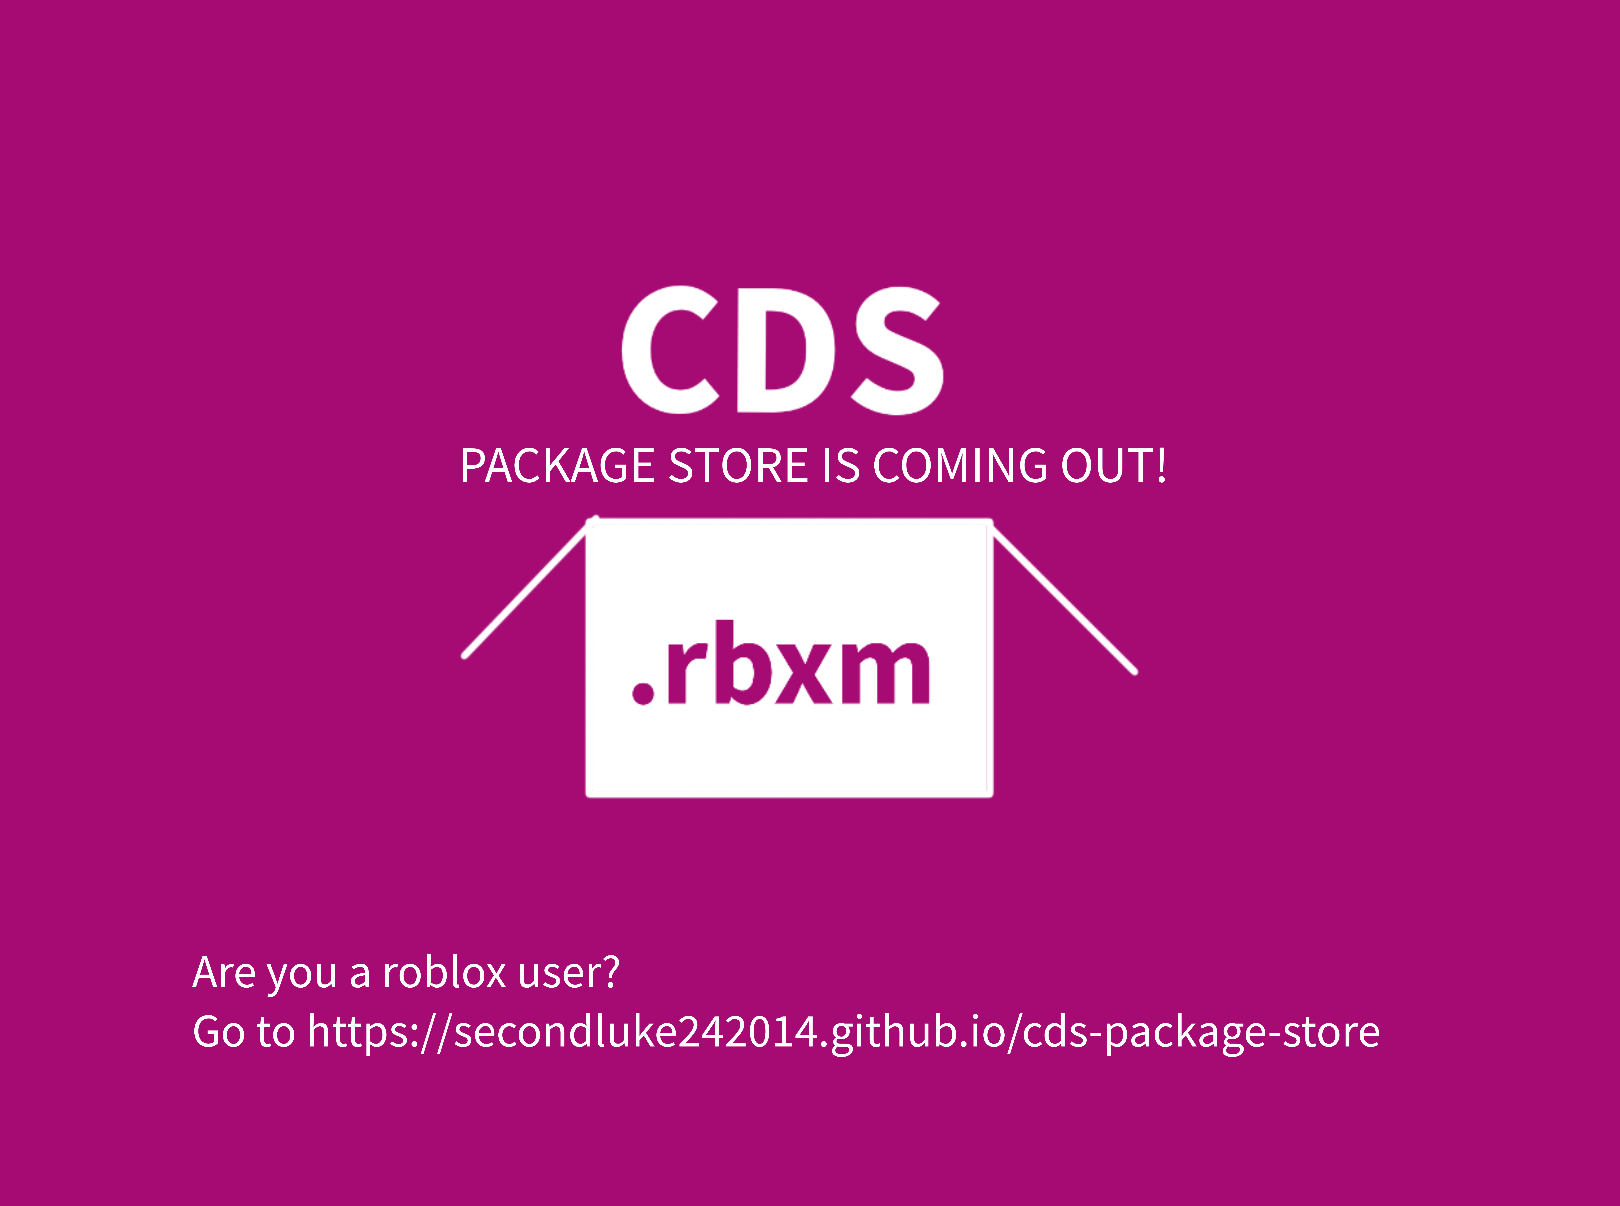 CDS
PACKAGE STORE IS COMING OUT!
.rbxm
Are you a roblox user?
Go to https://secondluke242014.github.io/cds-package-store